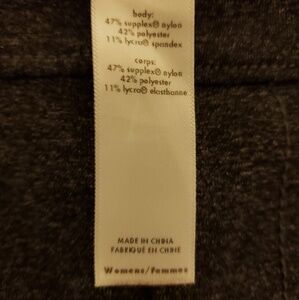 body:
47% supplex® nylon
42% polyester
11% lycra® spandex
corps:
47% supplex® nylon
42% polyester
11% lycra® elasthanne
MADE IN CHINA
FABRIQUÉ EN CHINE
Womens/Femmes